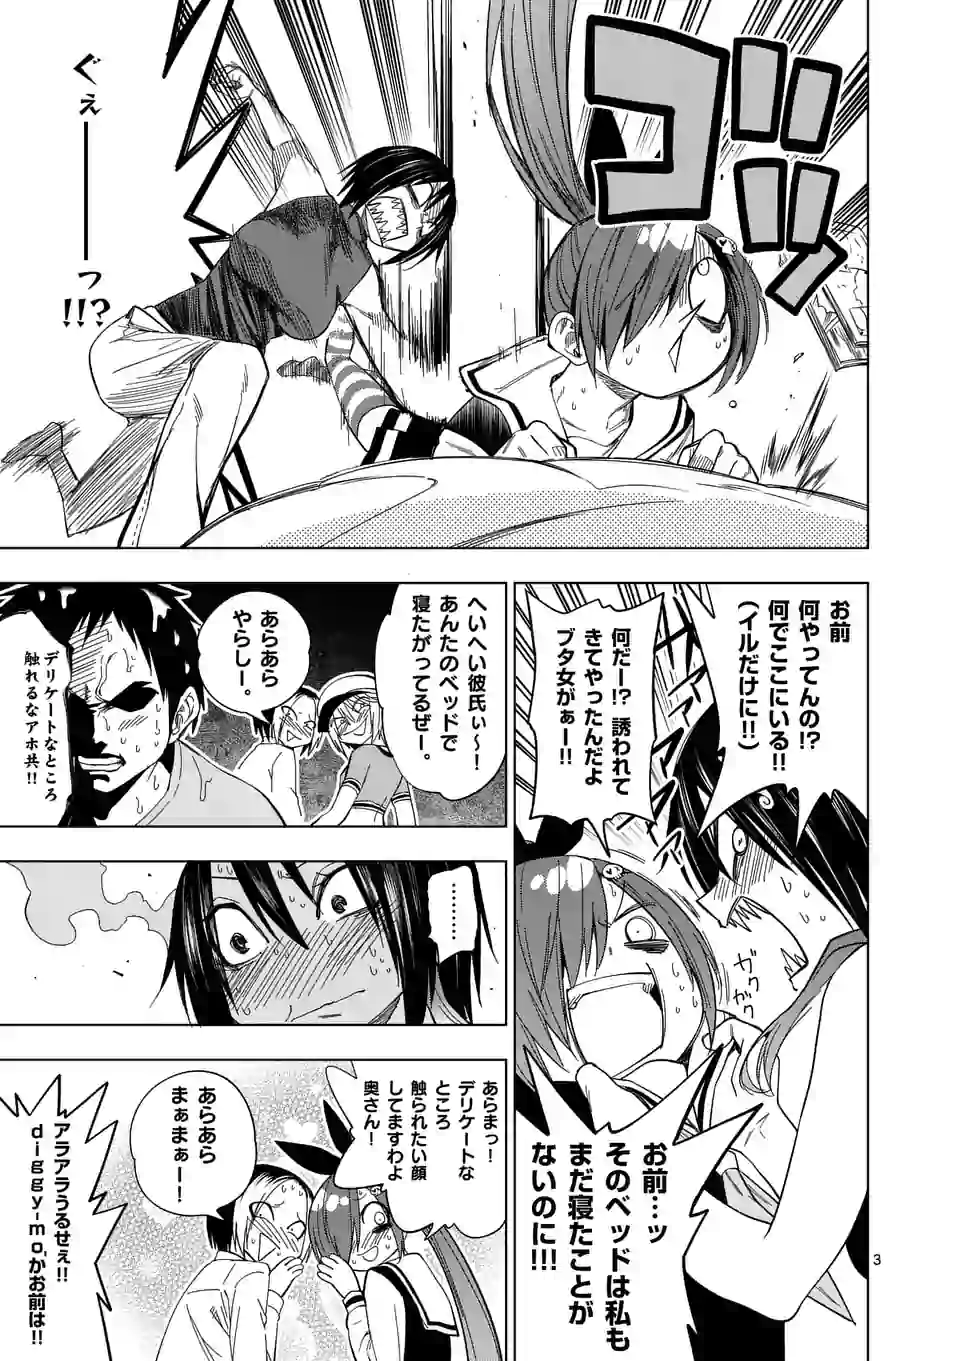 ゴゴゴッ
ぐえーーーっ
!!?
お前
何やってんの!?
何でここにいる!!
(イルだけに!!)
何だー!?誘われて
きてやったんだよ
ブタ女がぁー!!
ガクガク
ガクガク
お前…ッ
そのベッドは私も
まだ寝たことが
ないのに!!!
へいへい彼氏ぃ〜!
あんたのベッドで
寝たがってるぜー。
あらあら
やらしー。
デリケートなところ
触れるなアホ共!!
………
あらまっ!
デリケートな
ところ
触られたい顔
してますわよ
奥さん!
あらあら
まぁまぁー!
アラアラうるせぇ!!
diggy-mo'かお前は!!
3